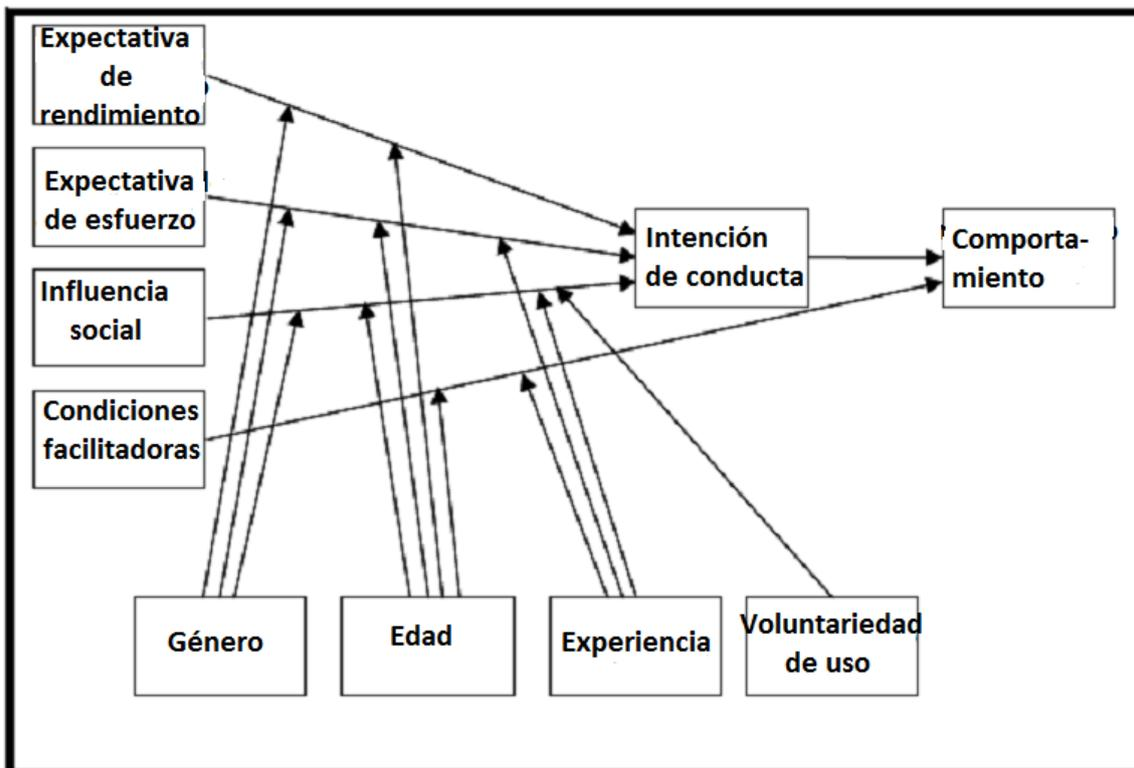 Expectativa
de
rendimiento
Expectativa
de esfuerzo
Influencia
social
Condiciones
facilitadoras
Intención
de conducta
Comporta-
miento
Género
Edad
Experiencia
Voluntariedad
de uso